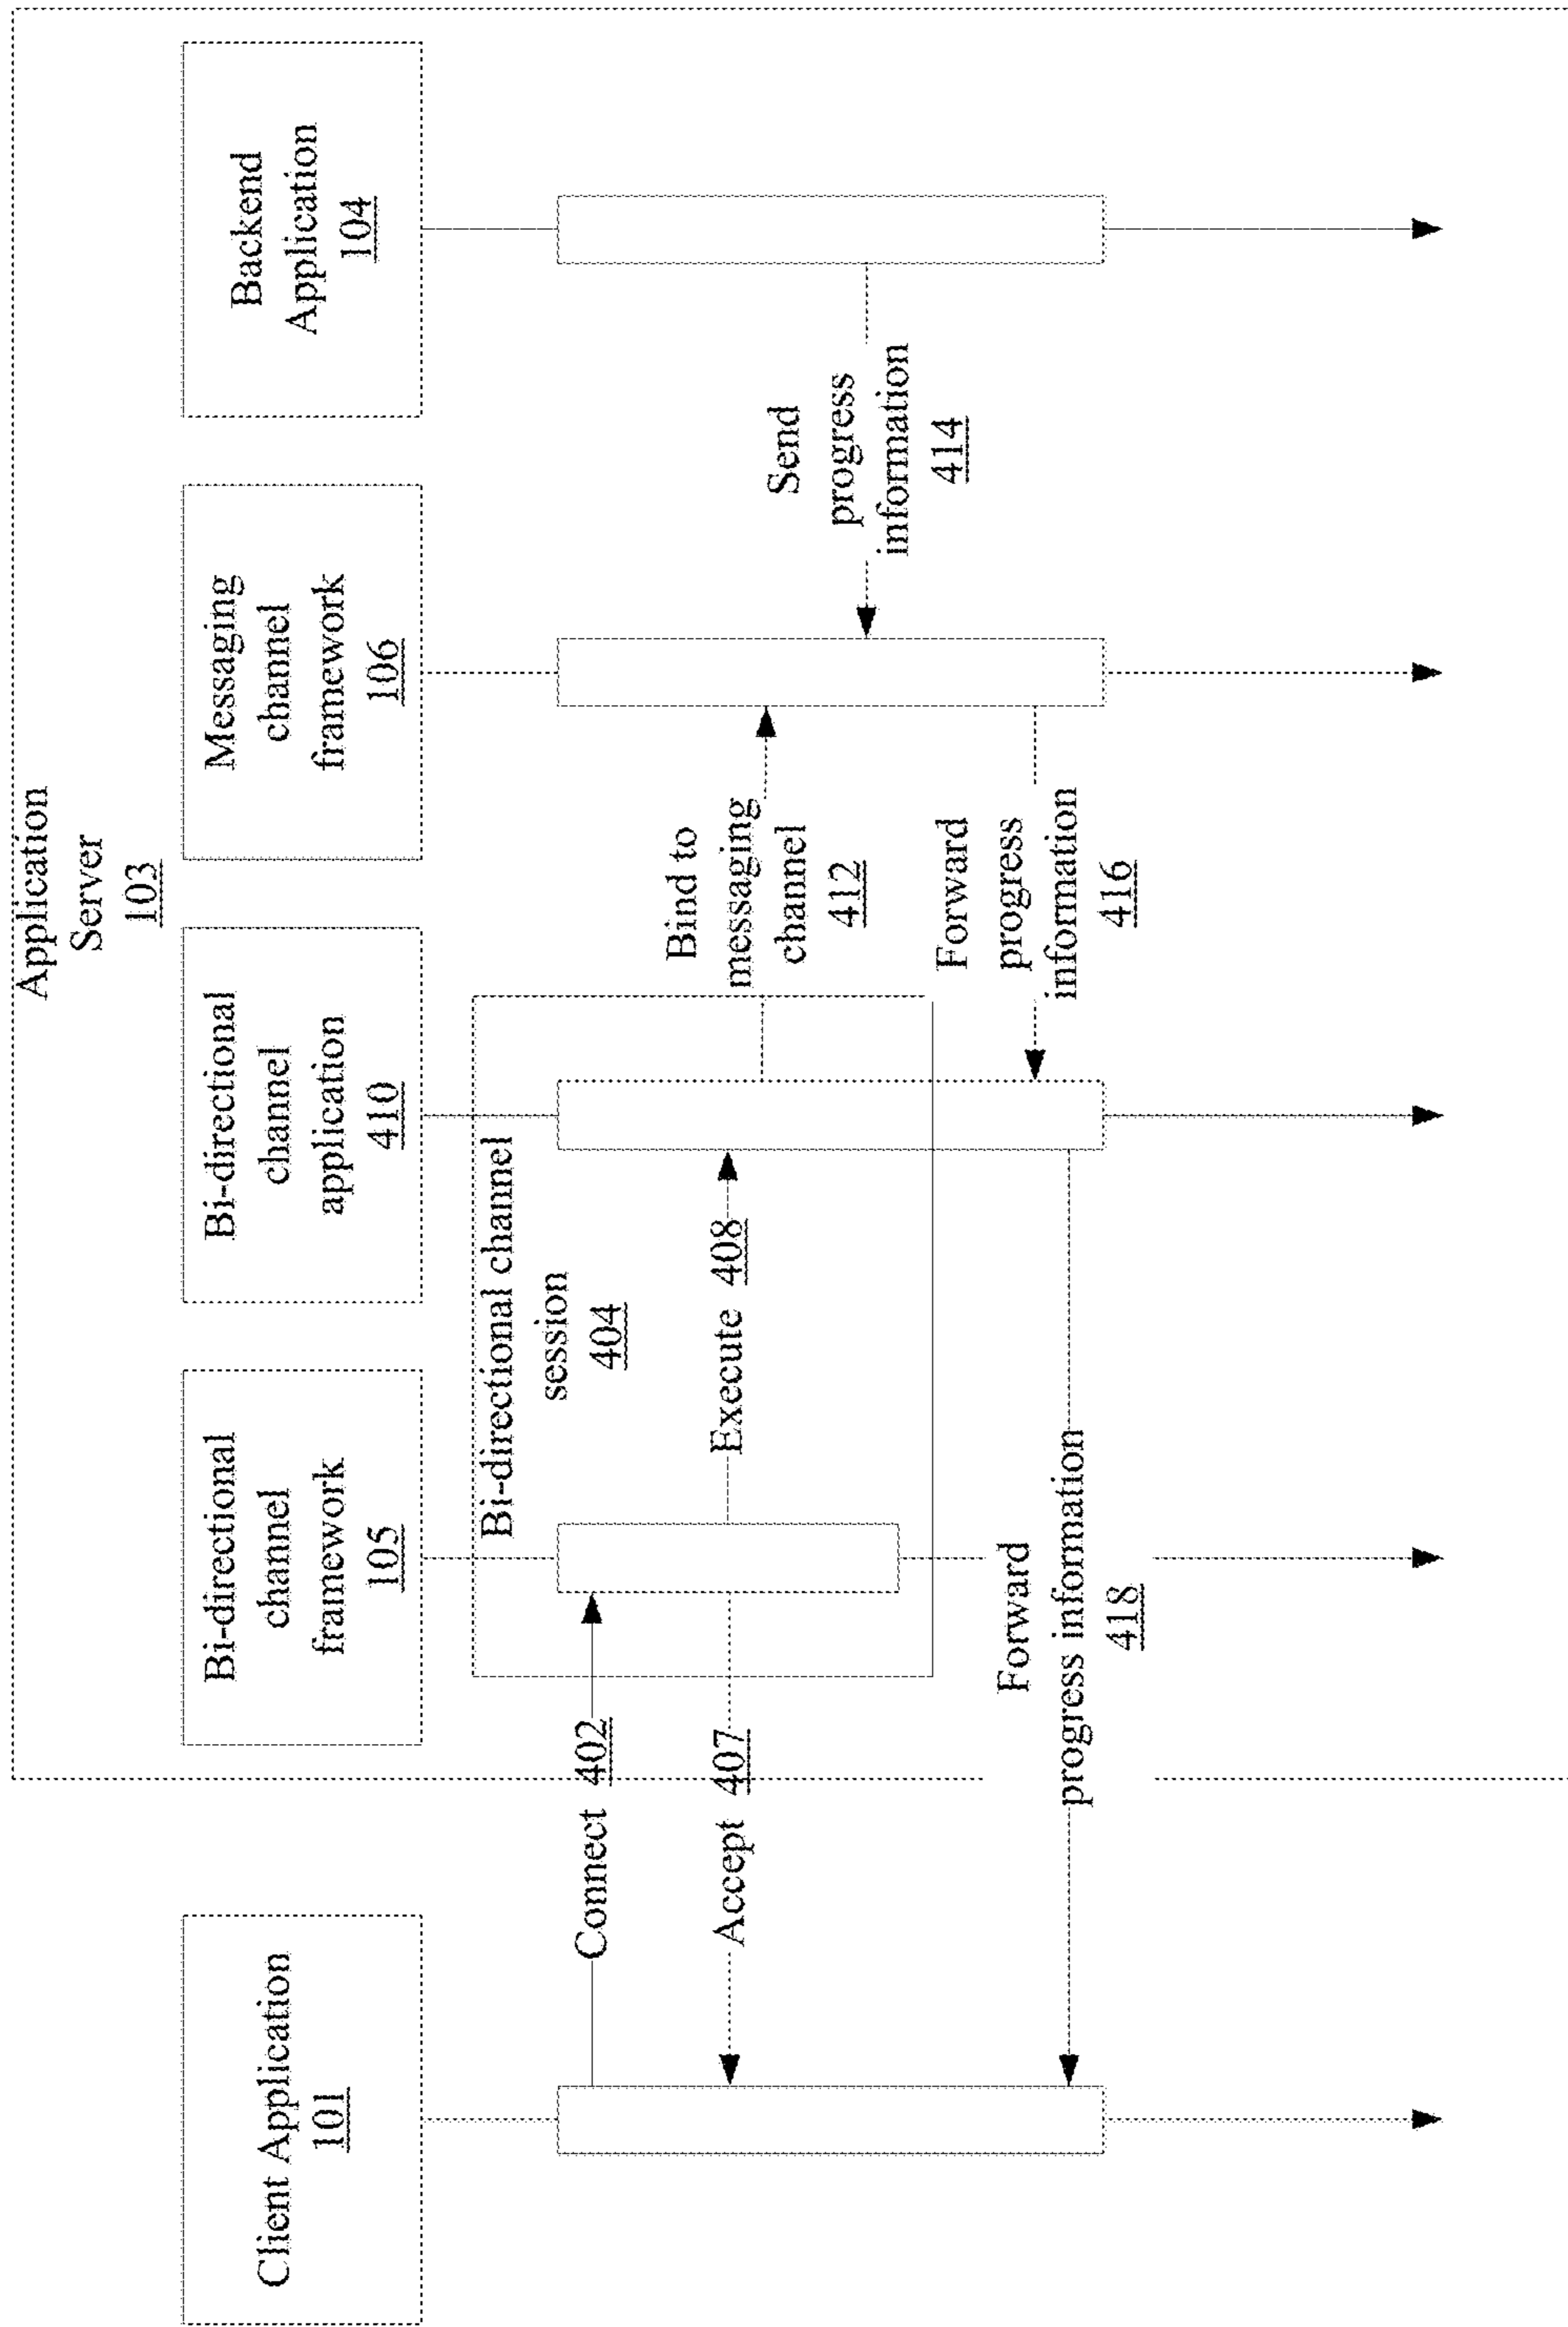 Application
Server
103
Client Application
101
Bi-directional
channel
framework
105
Bi-directional
channel
application
410
Messaging
channel
framework
106
Backend
Application
104
Bi-directional channel
session
404
Connect 402
Accept 407
Execute 408
Bind to
messaging
channel
412
Send
progress
information
414
Forward
progress
information
416
Forward
progress information
418